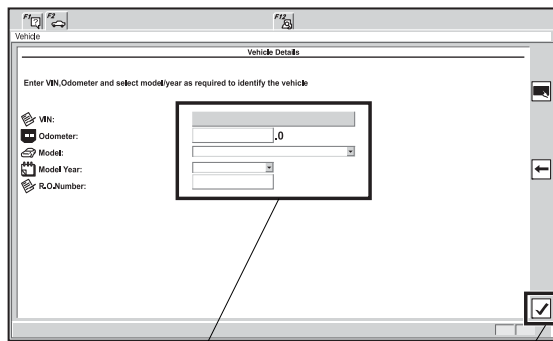 F1 F2 F12
Vehicle
Vehicle Details
Enter VIN,Odometer and select model/year as required to identify the vehicle
VIN:
Odometer: .0
Model:
Model Year:
R.O.Number: